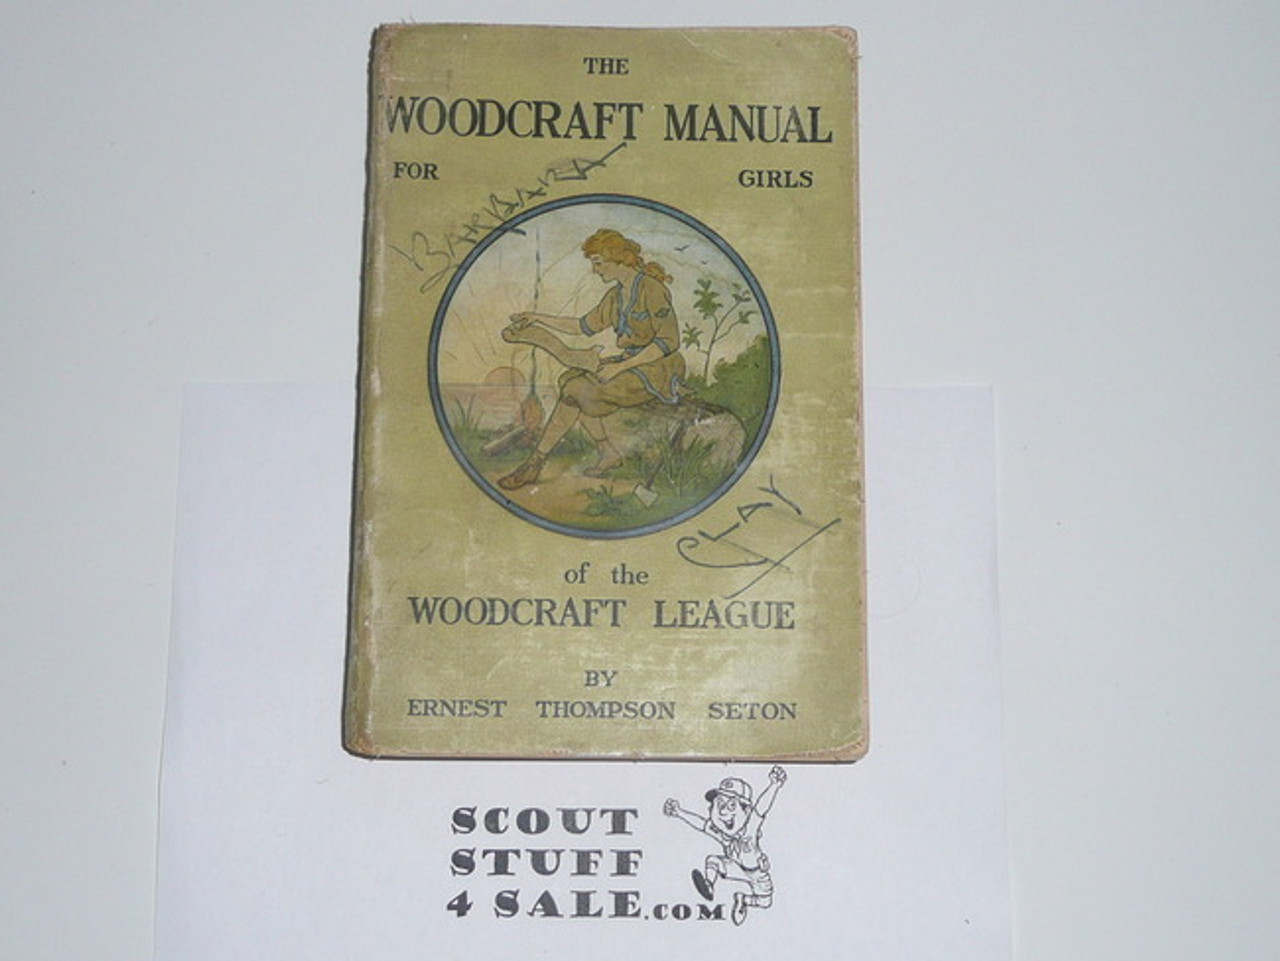 THE
WOODCRAFT MANUAL
FOR GIRLS
BARBARA
CLAY
of the
WOODCRAFT LEAGUE
BY
ERNEST THOMPSON SETON
SCOUT
STUFF
4 SALE.COM